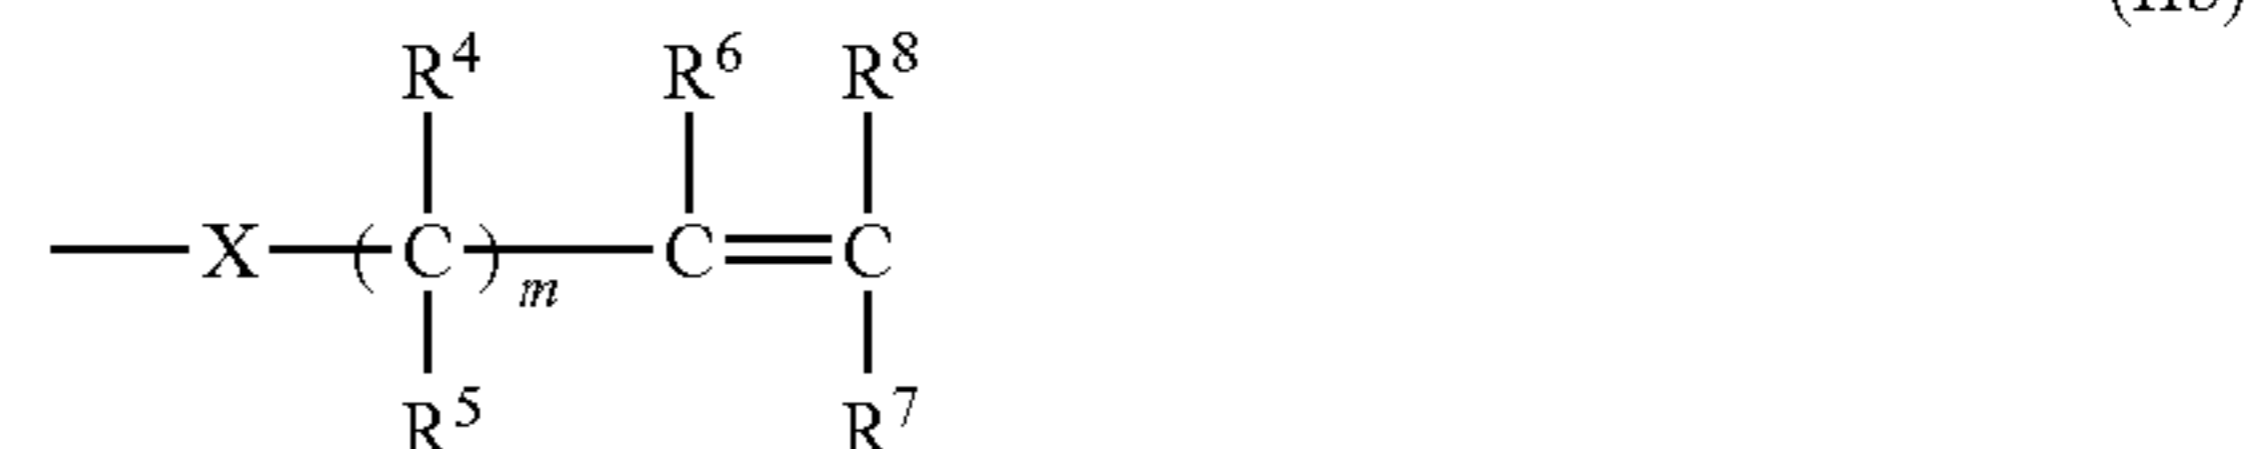 R⁴ R⁶ R⁸
—X—(C)ₘ—C=C
R⁵ R⁷